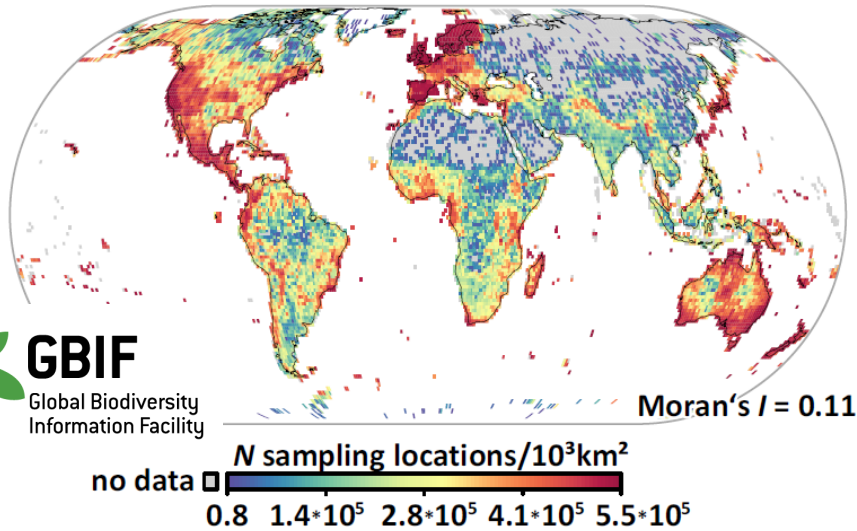 GBIF
Global Biodiversity
Information Facility
Moran‘s I = 0.11
N sampling locations/10³km²
no data
0.8 1.4*10⁵ 2.8*10⁵ 4.1*10⁵ 5.5*10⁵